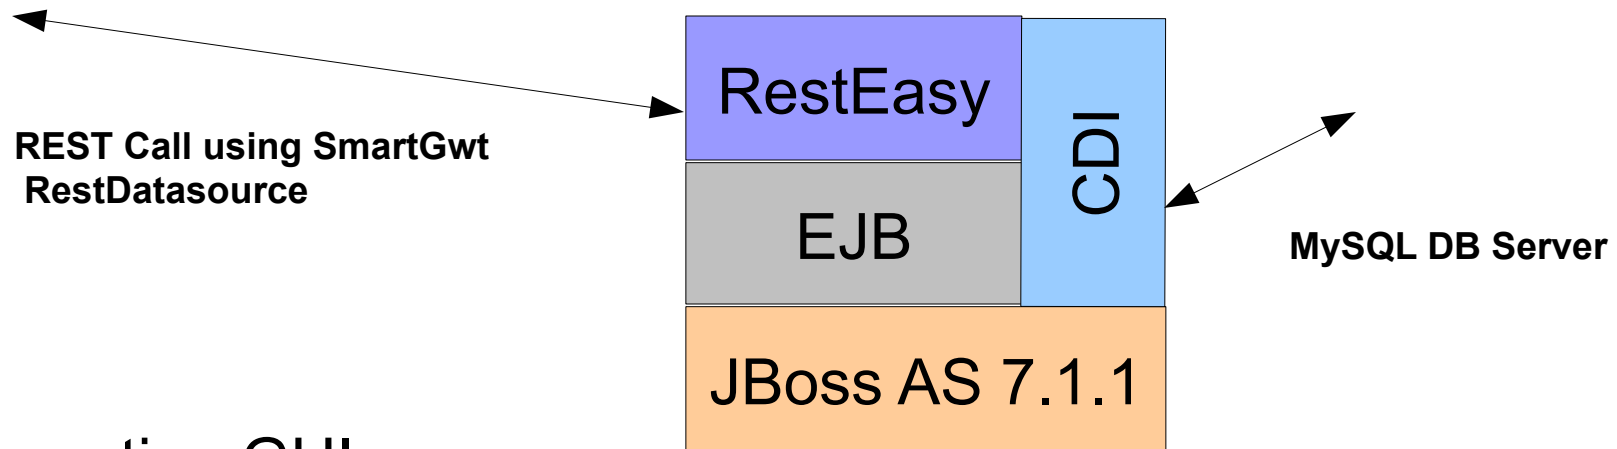 RestEasy
CDI
REST Call using SmartGwt
RestDatasource
EJB
MySQL DB Server
JBoss AS 7.1.1